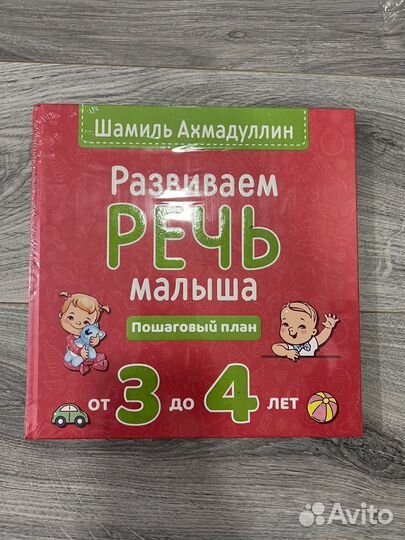 Шамиль Ахмадуллин
Развиваем
РЕЧЬ
малыша
Пошаговый план
от 3 до 4 лет
Avito